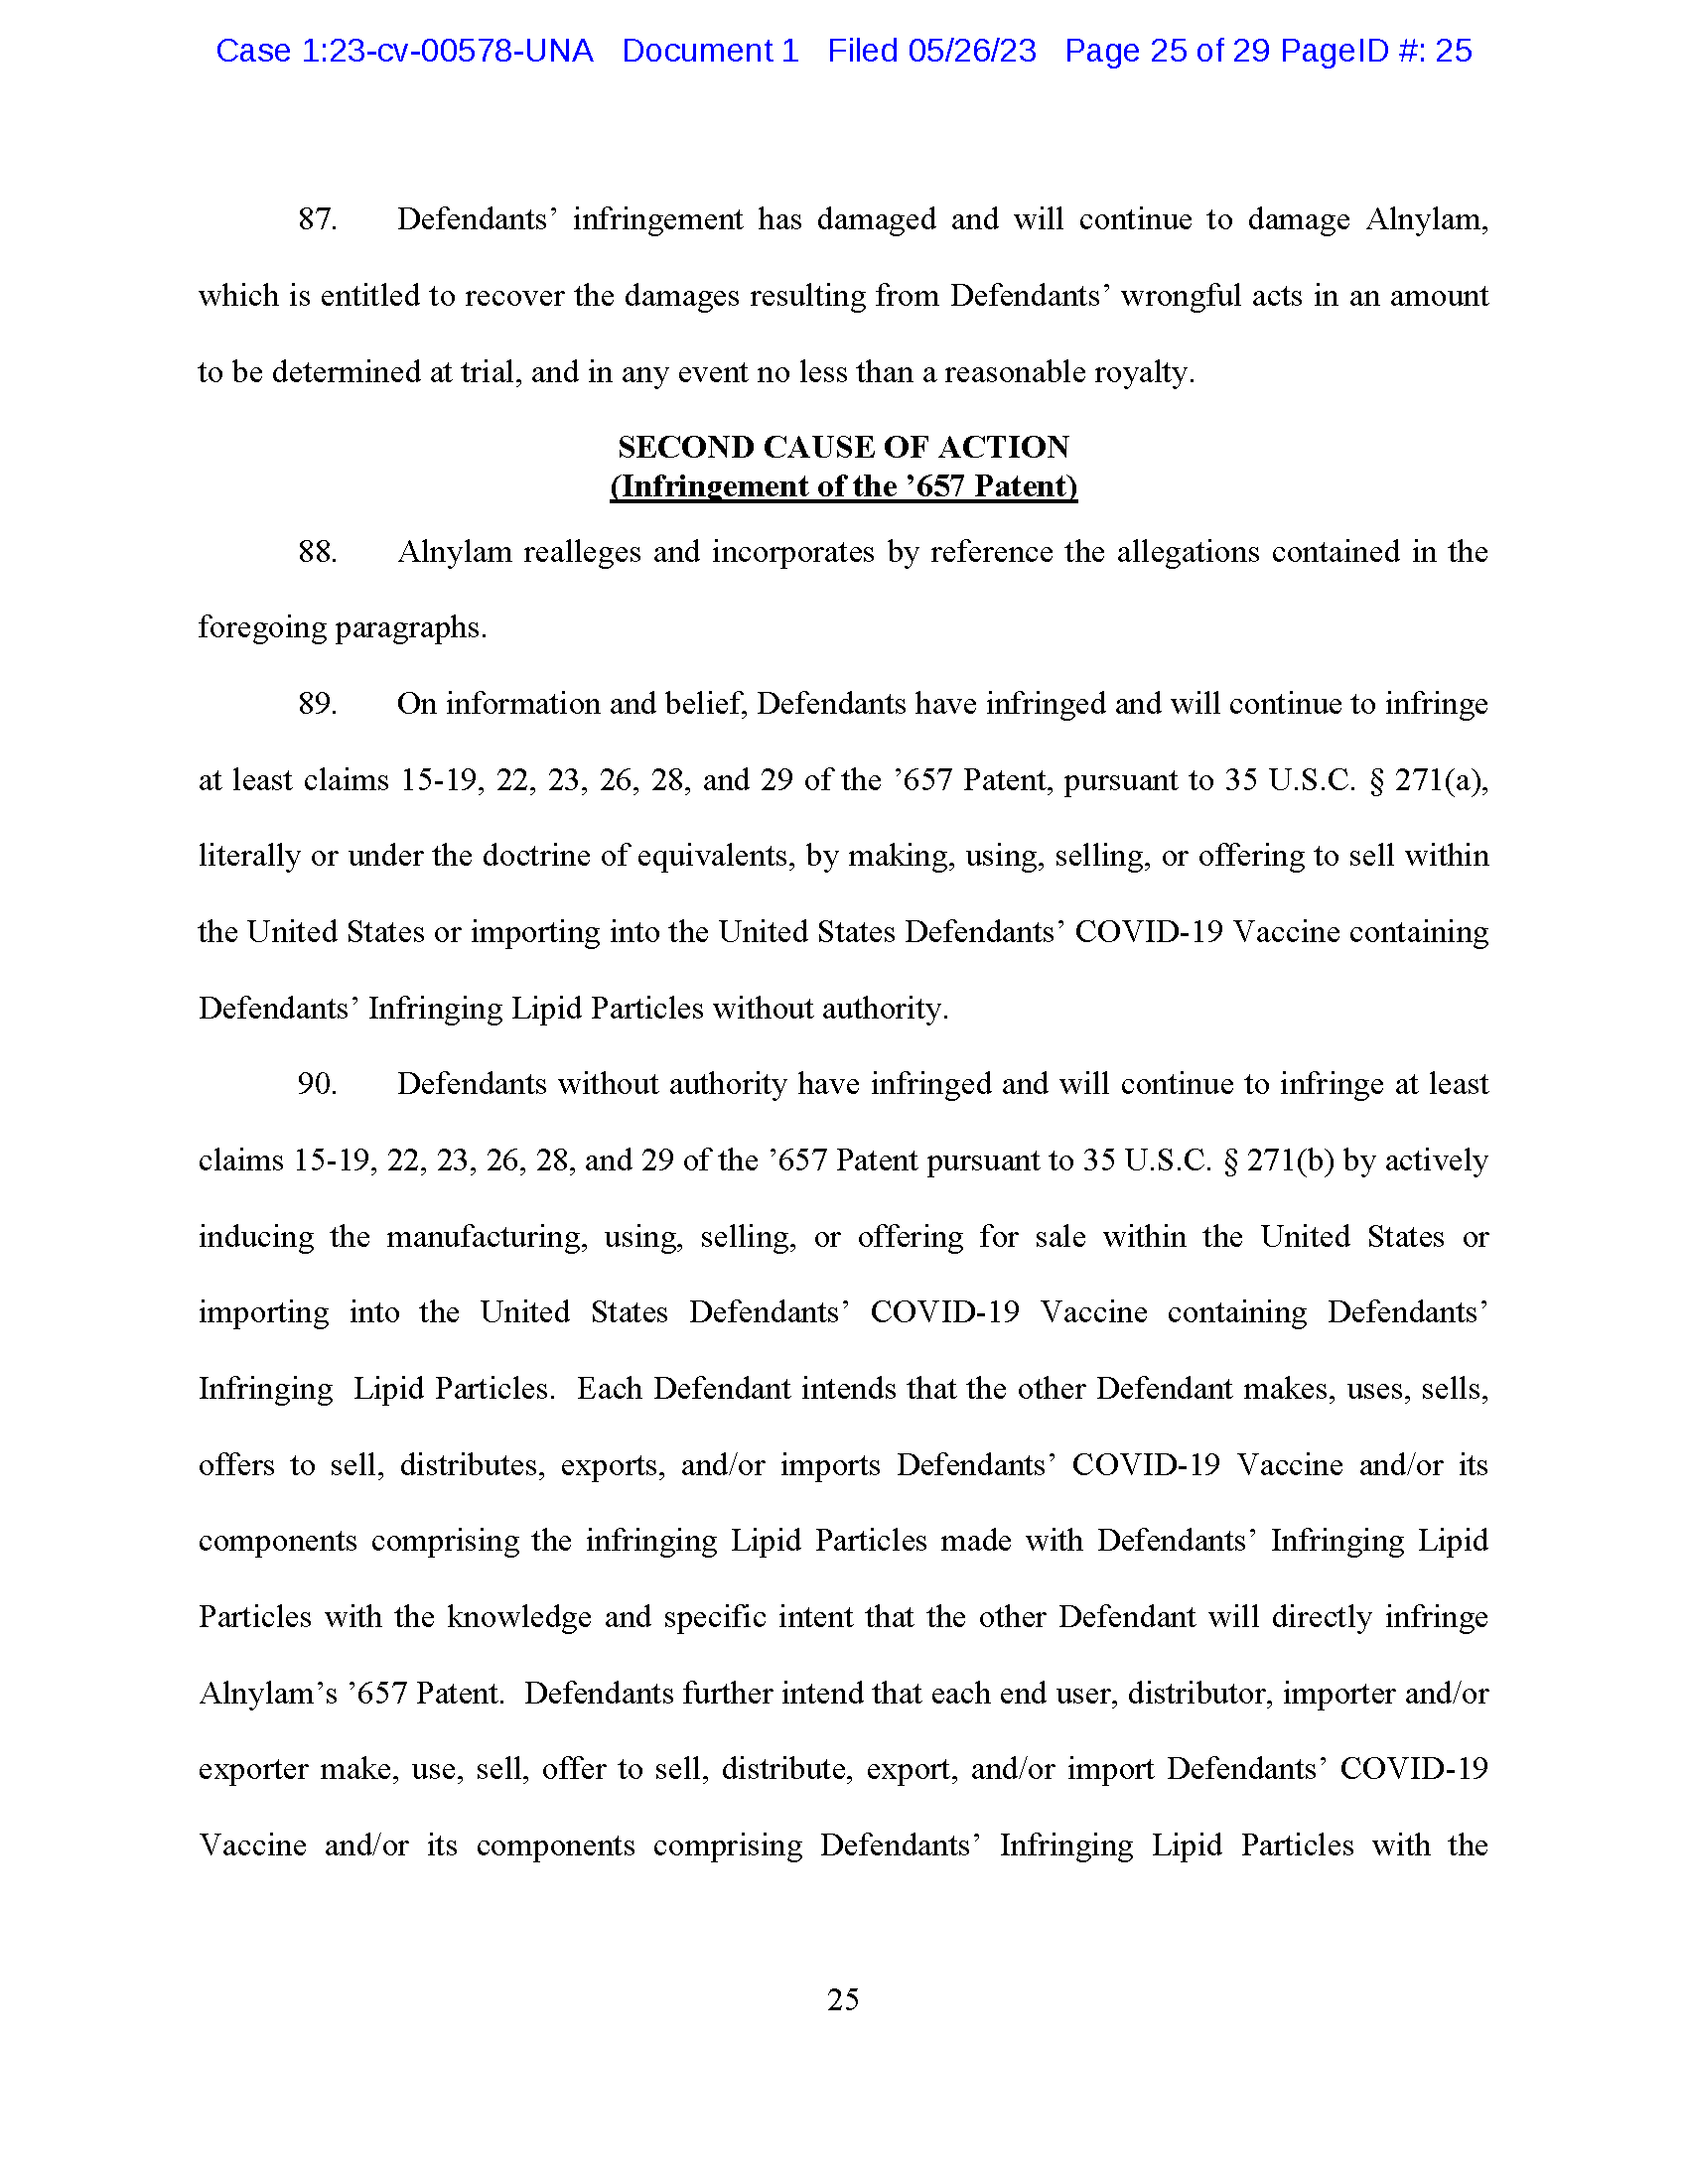 Case 1:23-cv-00578-UNA Document 1 Filed 05/26/23 Page 25 of 29 PageID #: 25
87. Defendants’ infringement has damaged and will continue to damage Alnylam,
which is entitled to recover the damages resulting from Defendants’ wrongful acts in an amount
to be determined at trial, and in any event no less than a reasonable royalty.
SECOND CAUSE OF ACTION
(Infringement of the ’657 Patent)
88. Alnylam realleges and incorporates by reference the allegations contained in the
foregoing paragraphs.
89. On information and belief, Defendants have infringed and will continue to infringe
at least claims 15-19, 22, 23, 26, 28, and 29 of the ’657 Patent, pursuant to 35 U.S.C. § 271(a),
literally or under the doctrine of equivalents, by making, using, selling, or offering to sell within
the United States or importing into the United States Defendants’ COVID-19 Vaccine containing
Defendants’ Infringing Lipid Particles without authority.
90. Defendants without authority have infringed and will continue to infringe at least
claims 15-19, 22, 23, 26, 28, and 29 of the ’657 Patent pursuant to 35 U.S.C. § 271(b) by actively
inducing the manufacturing, using, selling, or offering for sale within the United States or
importing into the United States Defendants’ COVID-19 Vaccine containing Defendants’
Infringing Lipid Particles. Each Defendant intends that the other Defendant makes, uses, sells,
offers to sell, distributes, exports, and/or imports Defendants’ COVID-19 Vaccine and/or its
components comprising the infringing Lipid Particles made with Defendants’ Infringing Lipid
Particles with the knowledge and specific intent that the other Defendant will directly infringe
Alnylam’s ’657 Patent. Defendants further intend that each end user, distributor, importer and/or
exporter make, use, sell, offer to sell, distribute, export, and/or import Defendants’ COVID-19
Vaccine and/or its components comprising Defendants’ Infringing Lipid Particles with the
25